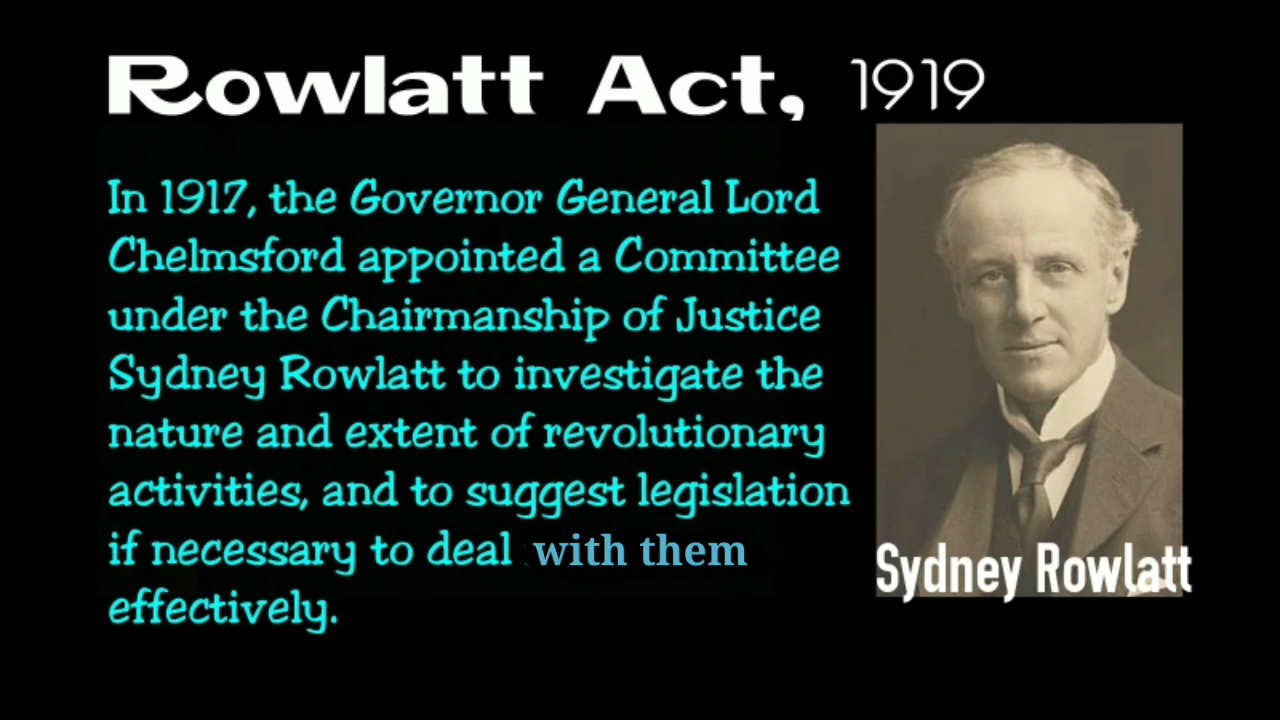 Rowlatt Act, 1919
In 1917, the Governor General Lord
Chelmsford appointed a Committee
under the Chairmanship of Justice
Sydney Rowlatt to investigate the
nature and extent of revolutionary
activities, and to suggest legislation
if necessary to deal with them
effectively.
Sydney Rowlatt